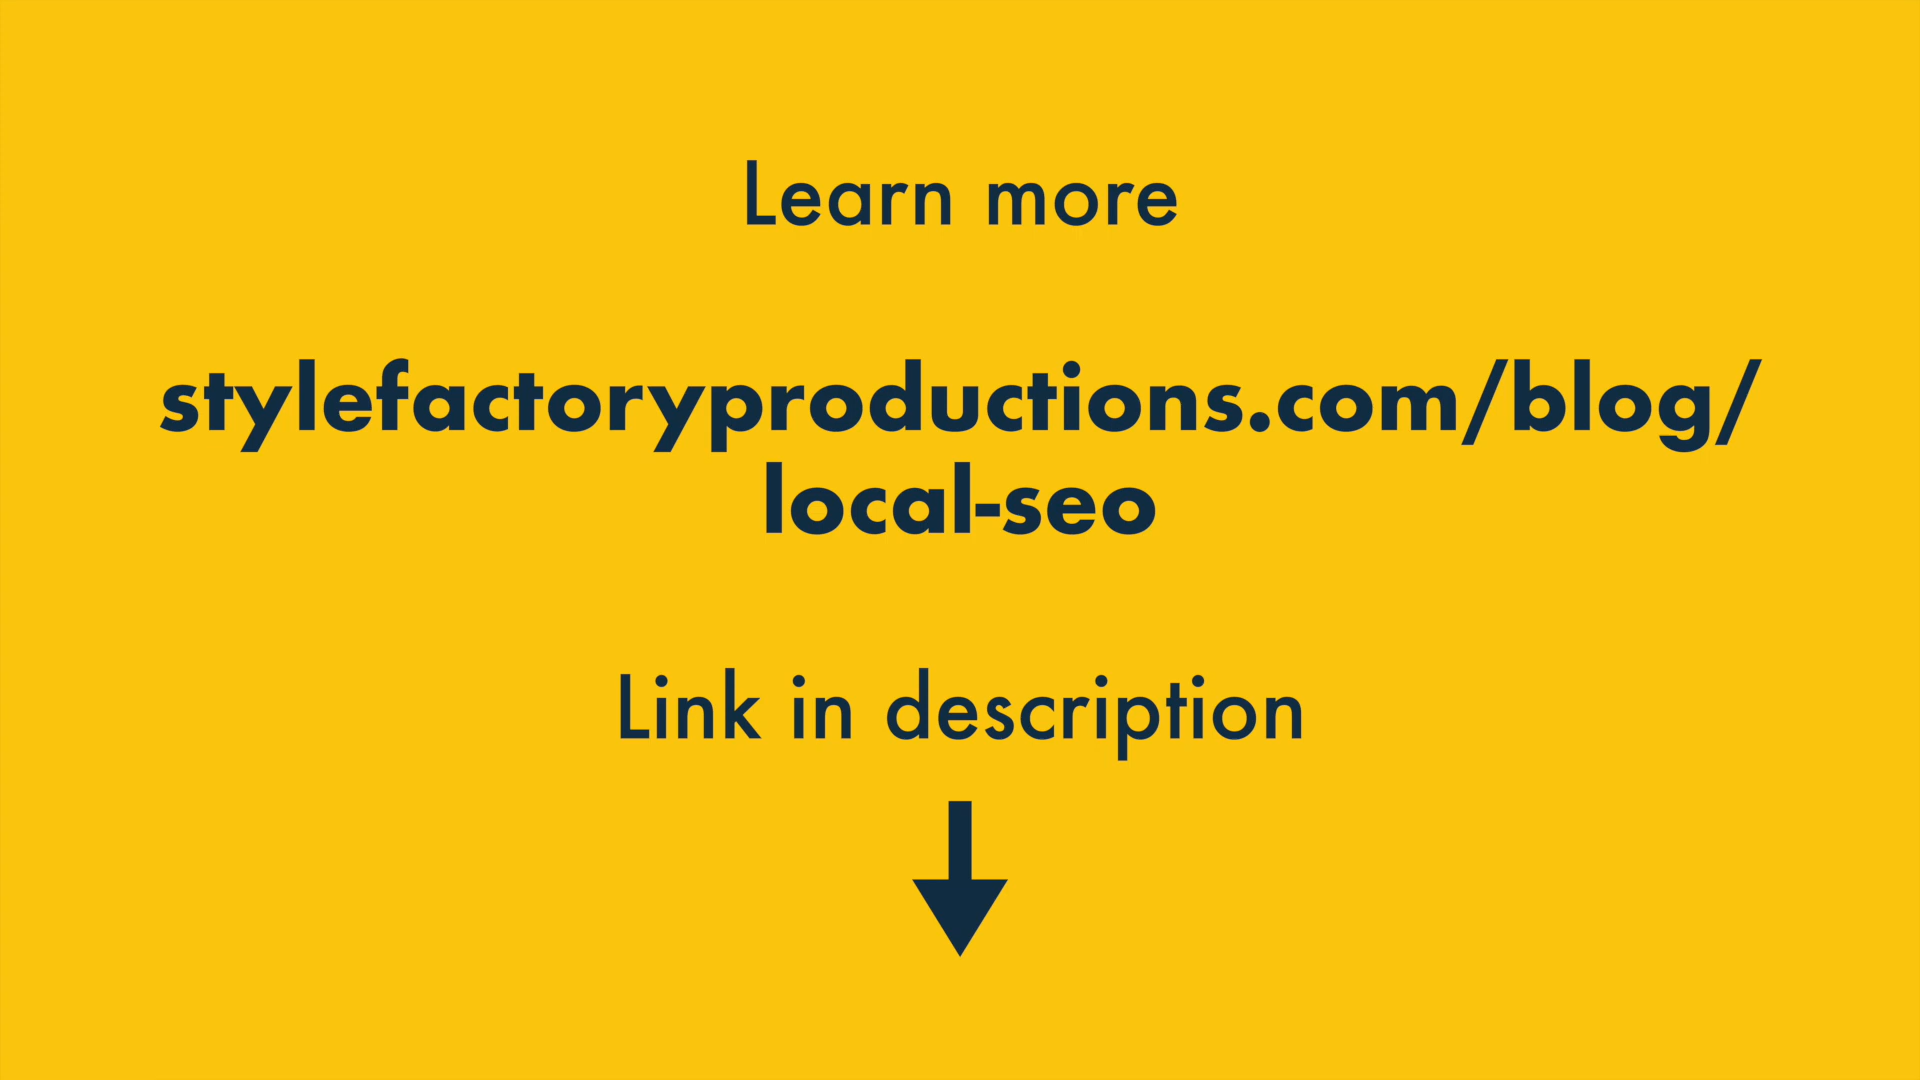 Learn more
stylefactoryproductions.com/blog/
local-seo
Link in description